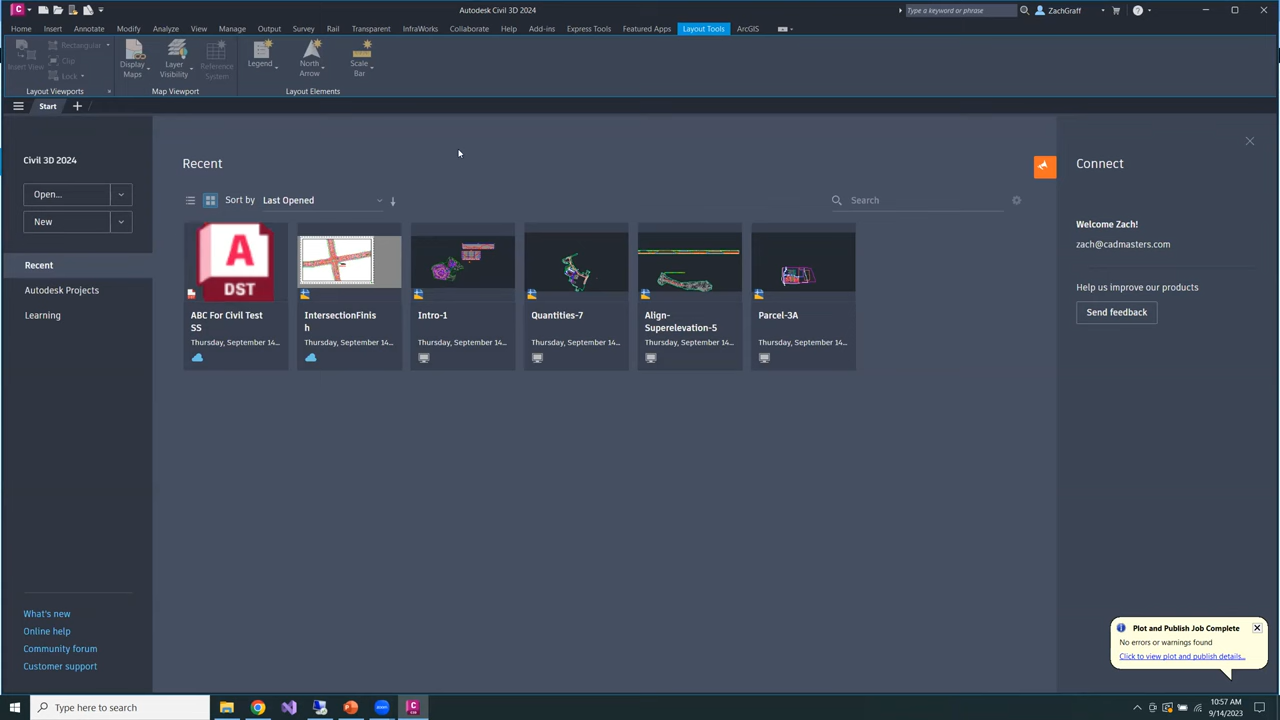 Autodesk Civil 3D 2024
Type a keyword or phrase
ZachGraff
Home Insert Annotate Modify Analyze View Manage Output Survey Rail Transparent InfraWorks Collaborate Help Add-ins Express Tools Featured Apps Layout Tools ArcGIS
Insert View
Rectangular
Clip
Lock
Display
Maps
Layer
Visibility
Reference
System
Legend
North
Arrow
Scale
Bar
Layout Viewports
Map Viewport
Layout Elements
Start
Civil 3D 2024
Open...
New
Recent
Autodesk Projects
Learning
What's new
Online help
Community forum
Customer support
Recent
Sort by Last Opened
Search
A
DST
ABC For Civil Test
SS
Thursday, September 14...
IntersectionFinis
h
Thursday, September 14...
Intro-1
Thursday, September 14...
Quantities-7
Thursday, September 14...
Align-
Superelevation-5
Thursday, September 14...
Parcel-3A
Thursday, September 14...
Connect
Welcome Zach!
zach@cadmasters.com
Help us improve our products
Send feedback
Plot and Publish Job Complete
No errors or warnings found
Click to view plot and publish details...
Type here to search
10:57 AM
9/14/2023